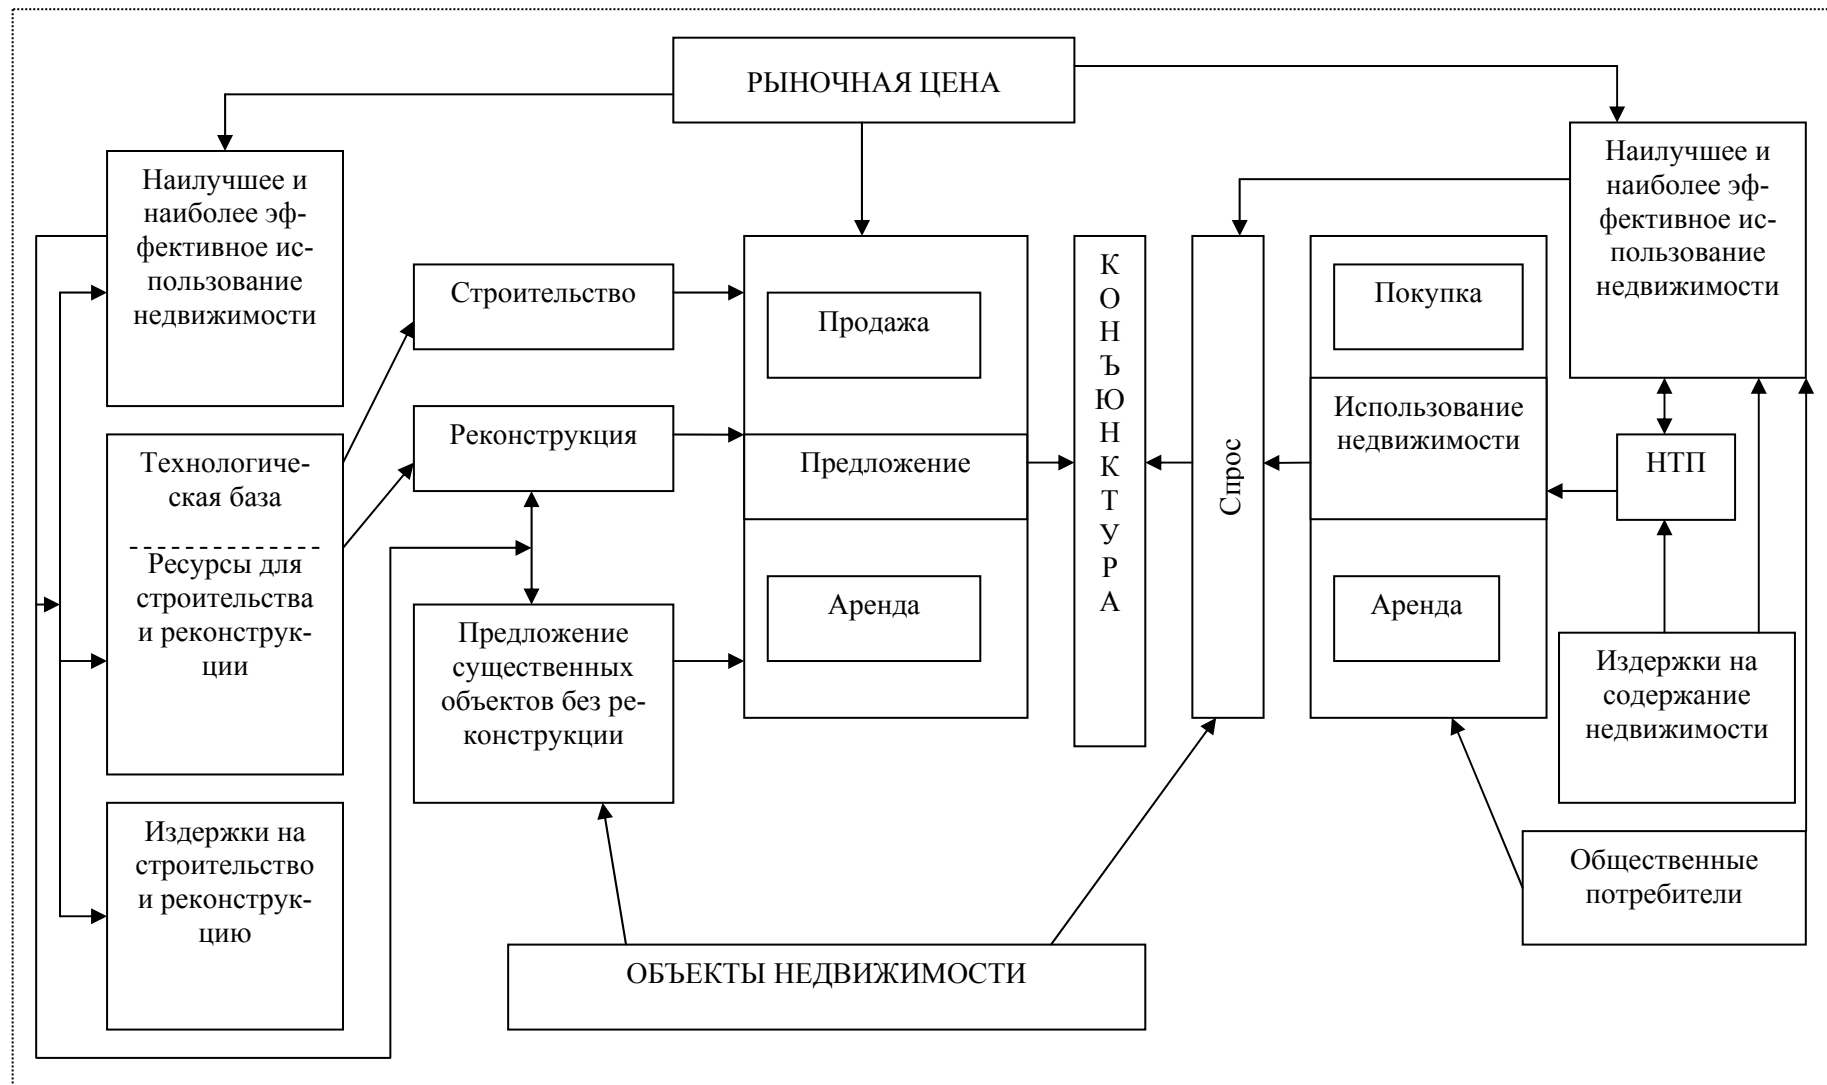 РЫНОЧНАЯ ЦЕНА
Наилучшее и
наиболее эф-
фективное ис-
пользование
недвижимости
Технологиче-
ская база
Ресурсы для
строительства
и реконструк-
ции
Издержки на
строительство
и реконструк-
цию
Строительство
Реконструкция
Предложение
существенных
объектов без ре-
конструкции
Продажа
Предложение
Аренда
К
О
Н
Ъ
Ю
Н
К
Т
У
Р
А
Спрос
Покупка
Использование
недвижимости
Аренда
Наилучшее и
наиболее эф-
фективное ис-
пользование
недвижимости
НТП
Издержки на
содержание
недвижимости
Общественные
потребители
ОБЪЕКТЫ НЕДВИЖИМОСТИ